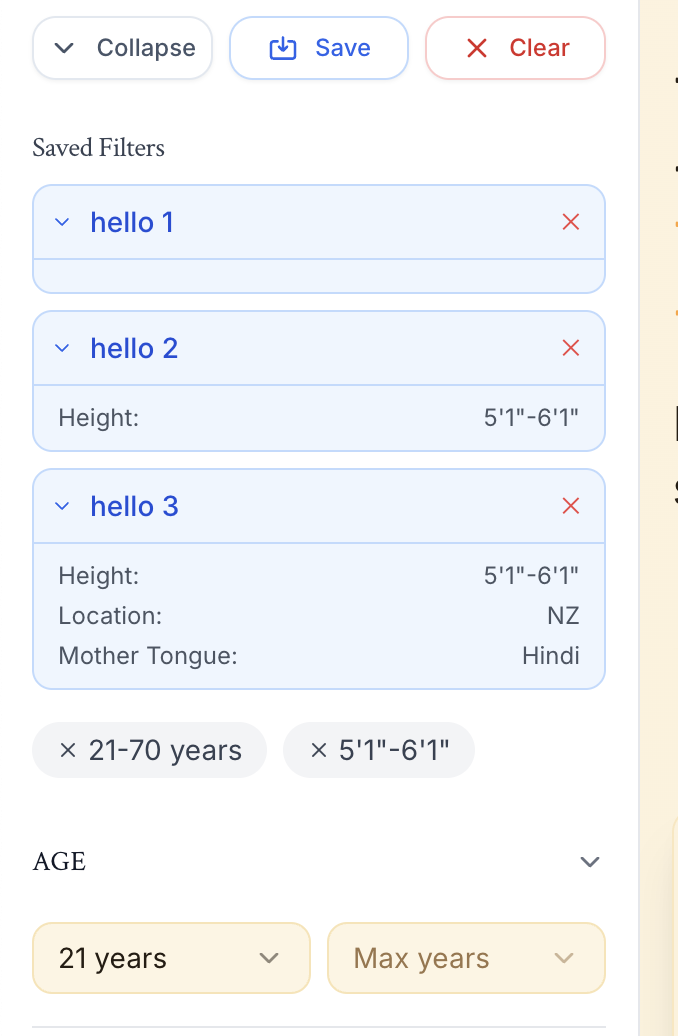 Collapse Save Clear
Saved Filters
hello 1
hello 2
Height: 5'1"-6'1"
hello 3
Height: 5'1"-6'1"
Location: NZ
Mother Tongue: Hindi
21-70 years 5'1"-6'1"
AGE
21 years Max years